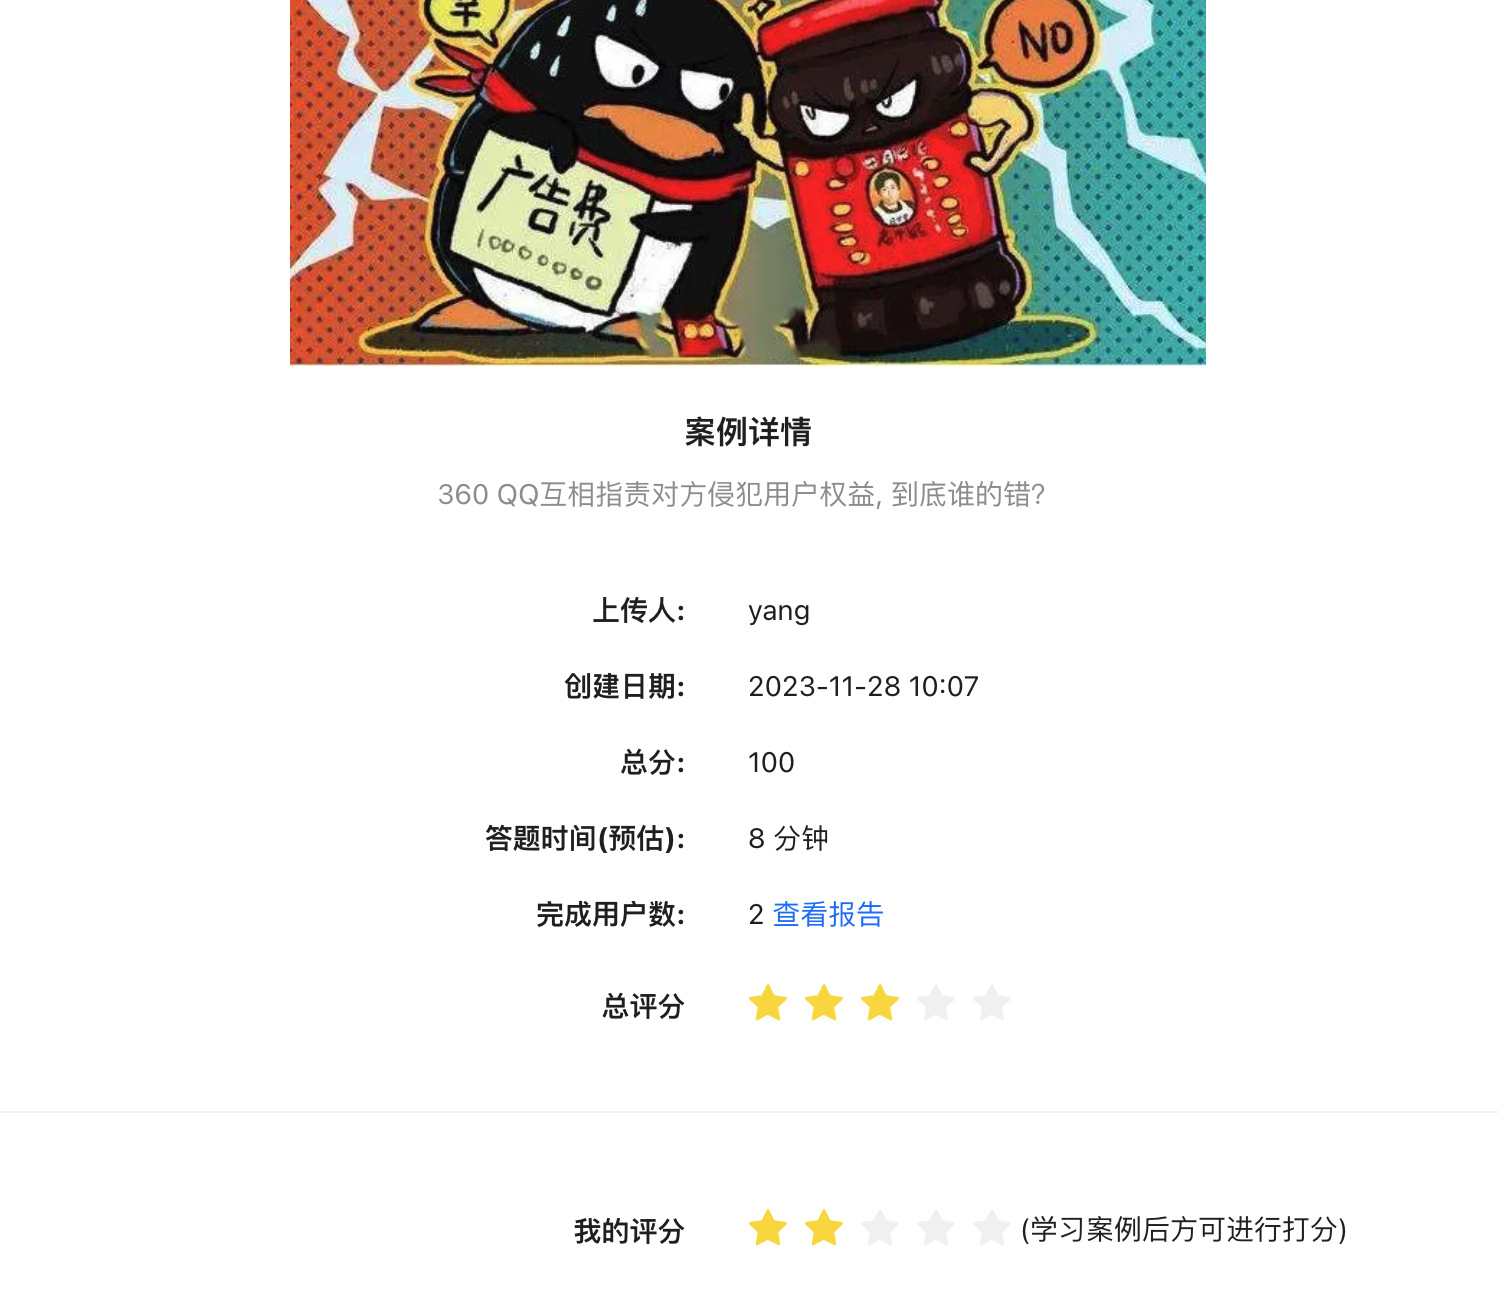 NO
广告费
10000000
案例详情
360 QQ互相指责对方侵犯用户权益, 到底谁的错?
上传人: yang
创建日期: 2023-11-28 10:07
总分: 100
答题时间(预估): 8 分钟
完成用户数: 2 查看报告
总评分
我的评分 (学习案例后方可进行打分)